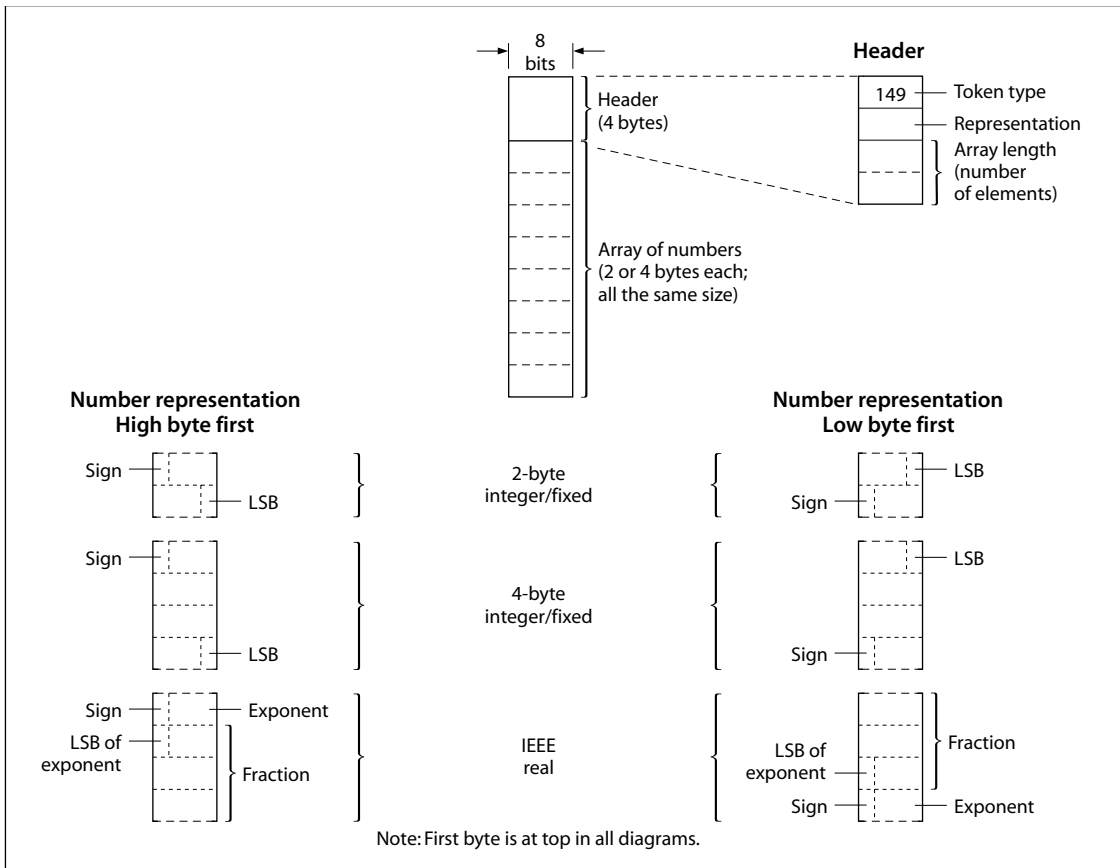 8
bits
Header
(4 bytes)
Array of numbers
(2 or 4 bytes each;
all the same size)
Header
149
Token type
Representation
Array length
(number
of elements)
Number representation
High byte first
Number representation
Low byte first
Sign
LSB
2-byte
integer/fixed
LSB
Sign
Sign
LSB
4-byte
integer/fixed
LSB
Sign
Sign
Exponent
LSB of
exponent
Fraction
IEEE
real
Fraction
LSB of
exponent
Sign
Exponent
Note: First byte is at top in all diagrams.